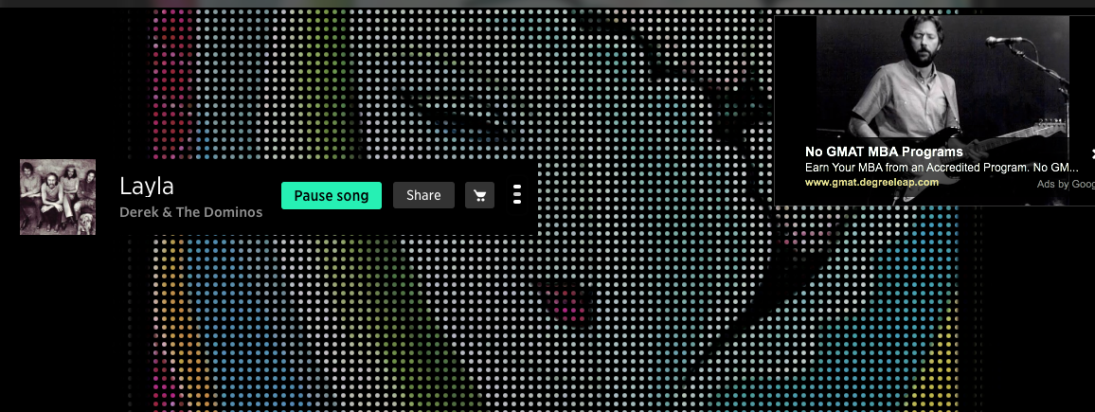 Layla
Derek & The Dominos
Pause song
Share
No GMAT MBA Programs
Earn Your MBA from an Accredited Program. No GM...
www.gmat.degreeleap.com
Ads by Goog